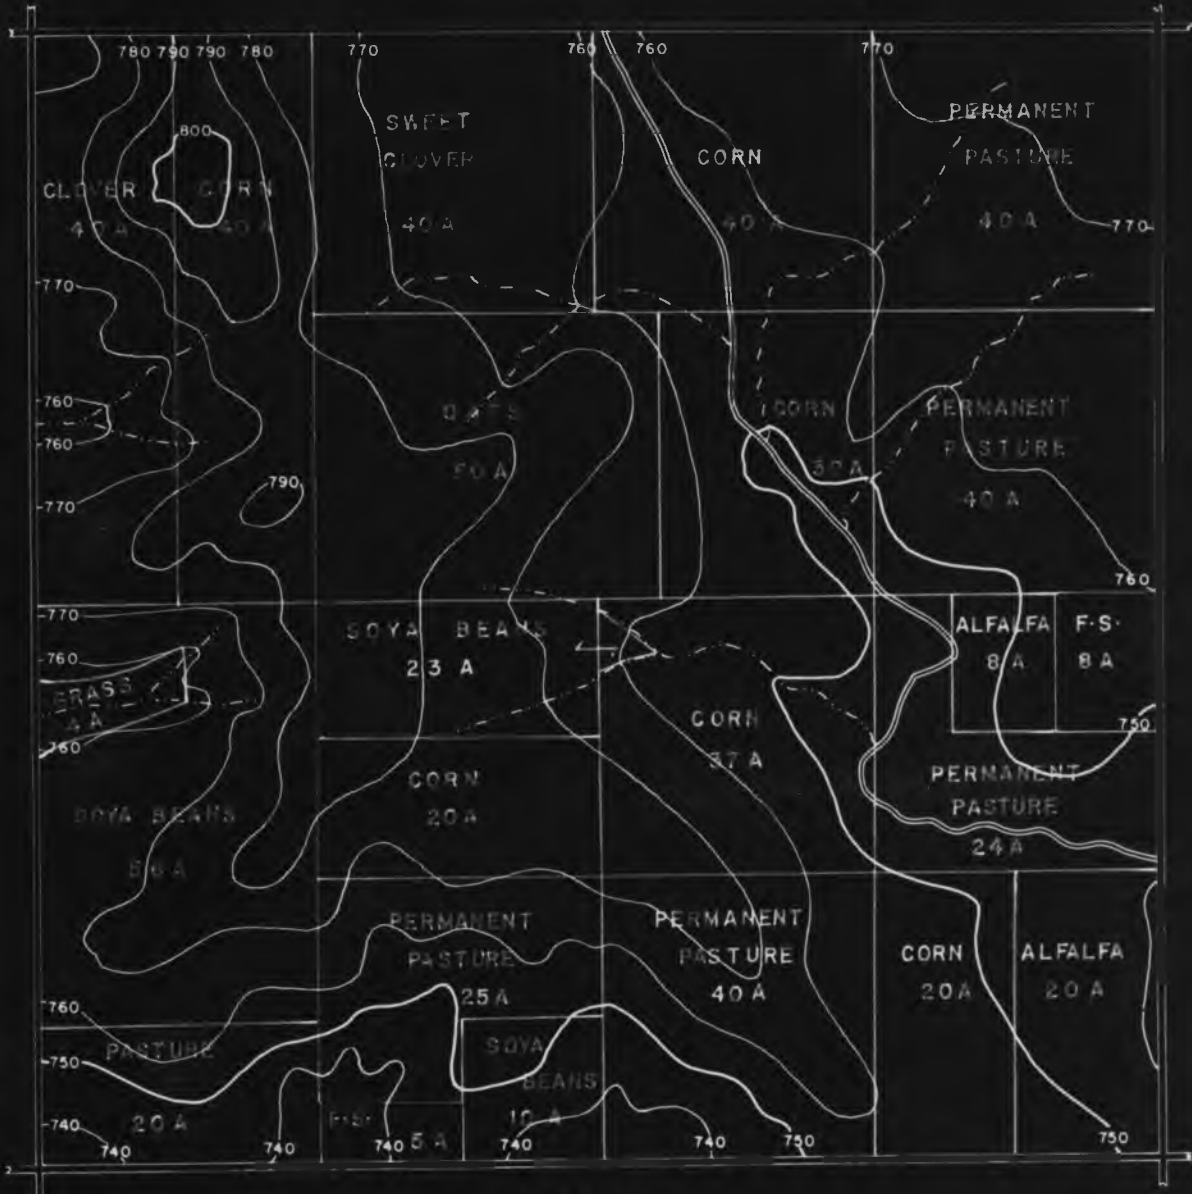 780 790 790 780
770
760
760
770
800
SWEET
CLOVER
40 A
CORN
40 A
PERMANENT
PASTURE
40 A
CLOVER
40 A
CORN
40 A
770
770
OATS
CORN
PERMANENT
PASTURE
40 A
760
760
790
770
760
770
SOYA BEANS
23 A
ALFALFA
8 A
F.S.
8 A
760
GRASS
4 A
760
CORN
37 A
750
CORN
20 A
PERMANENT
PASTURE
24 A
SOYA BEANS
PERMANENT
PASTURE
25 A
PERMANENT
PASTURE
40 A
CORN
20 A
ALFALFA
20 A
760
PASTURE
20 A
750
SOYA
BEANS
10 A
F.S.
5 A
740
740
740
740
740
740
750
750